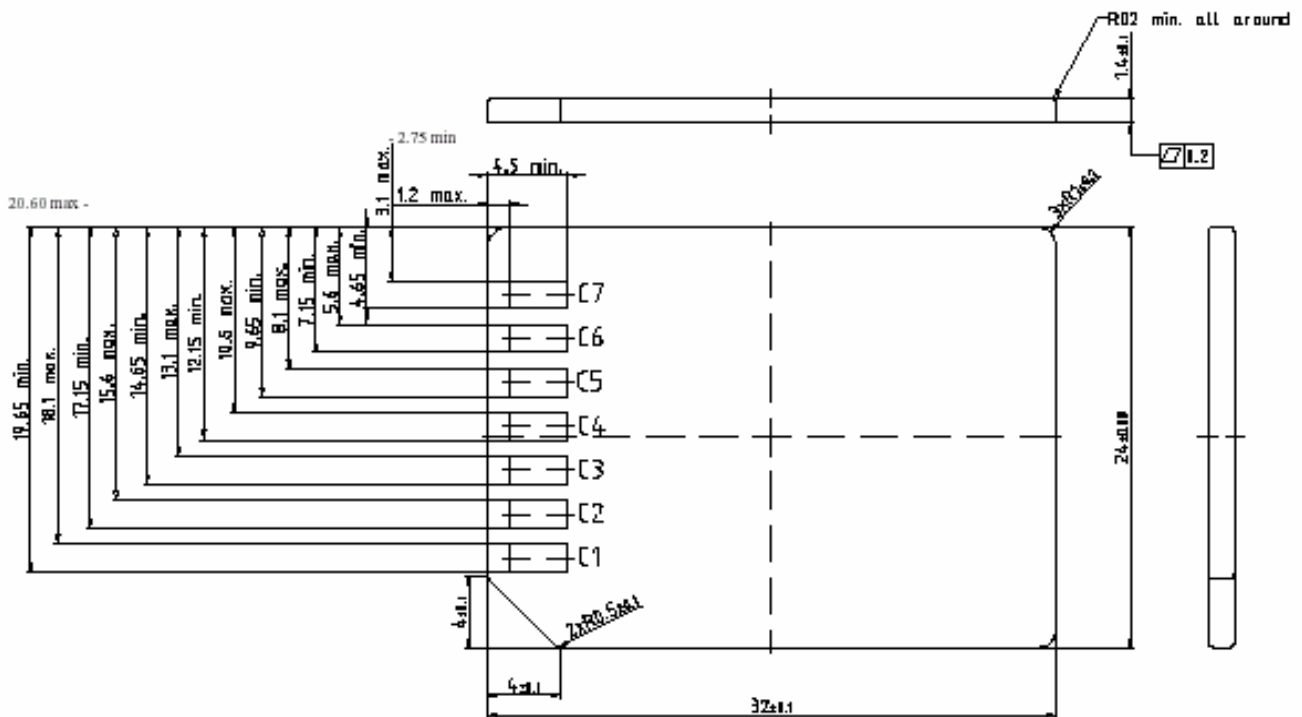 R02 min. all around
1.4±0.1
- 2.75 min
3.1 max.
4.5 min.
1.2 max.
20.60 max -
19.65 min.
18.1 max.
17.15 min.
15.6 max.
14.65 min.
13.1 max.
12.15 min.
10.6 max.
9.65 min.
8.1 max.
7.15 min.
5.6 max.
4.65 min.
C7
C6
C5
C4
C3
C2
C1
4±0.1
2xR0.5±0.1
4±0.1
32±0.1